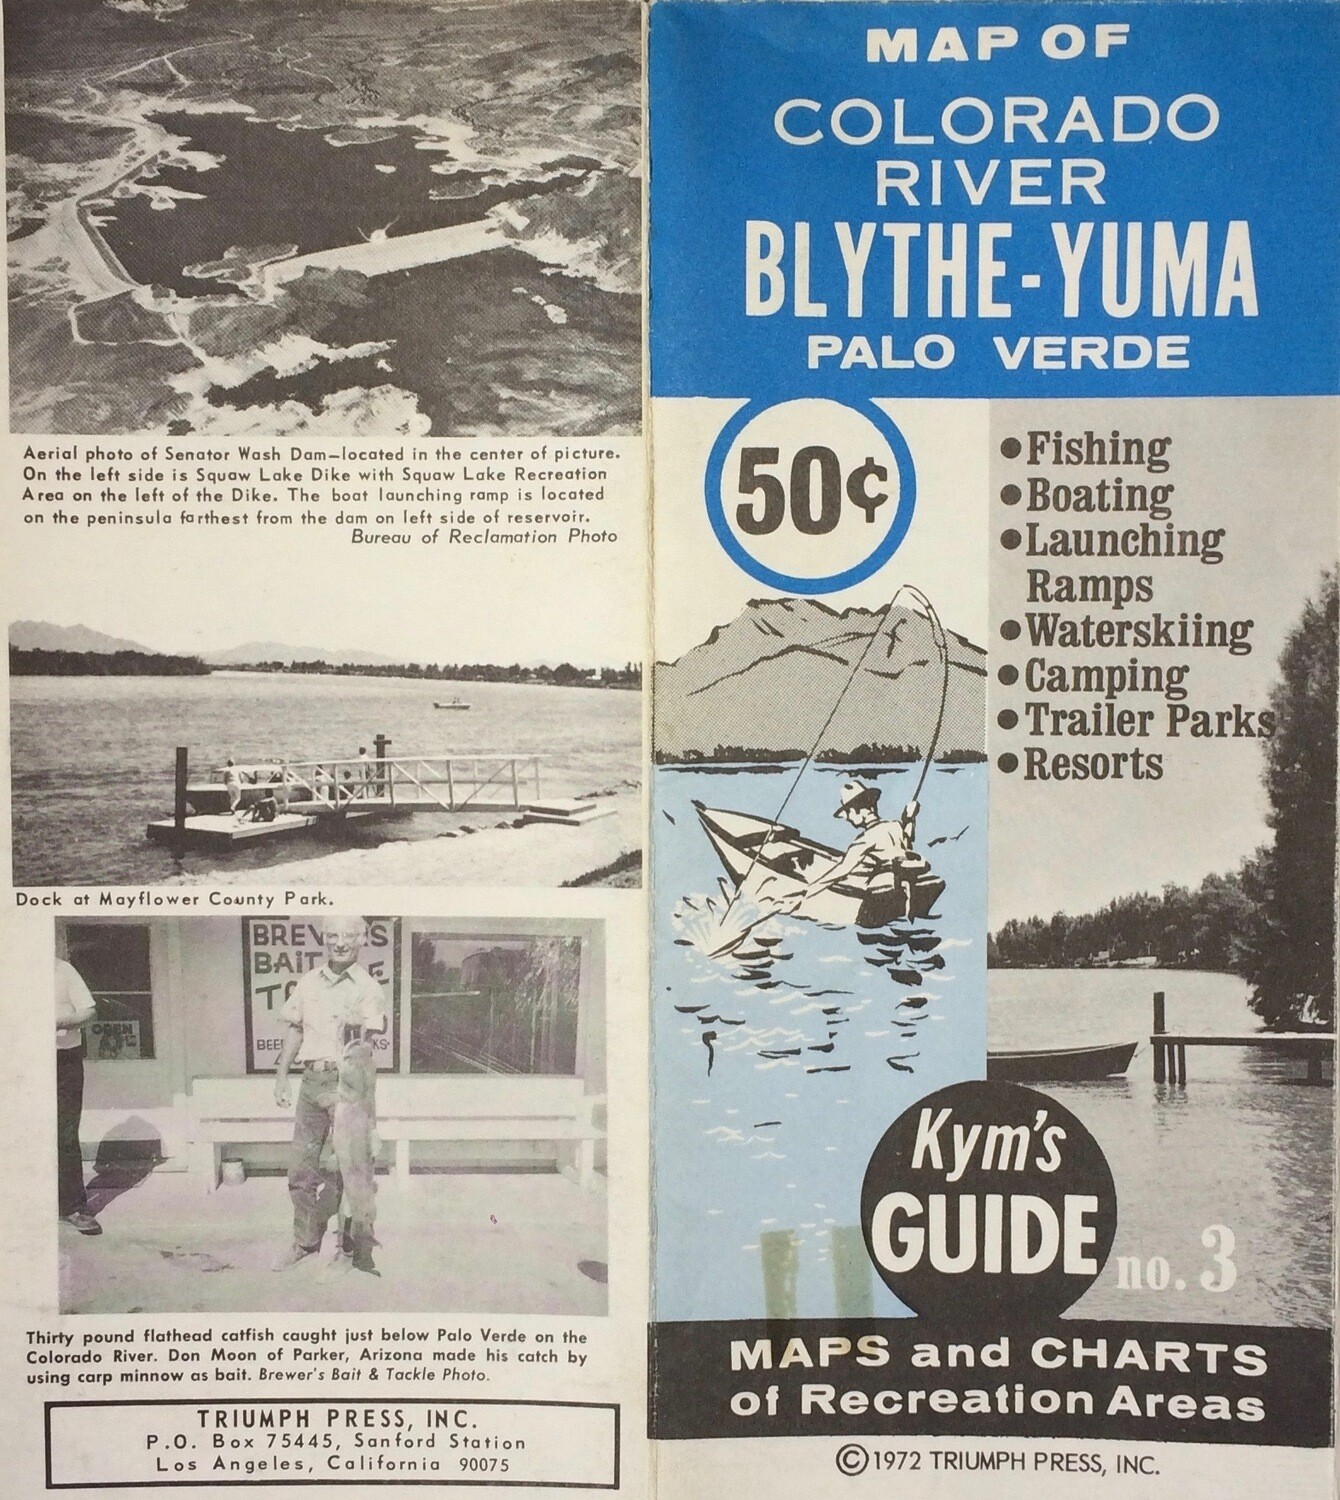 Aerial photo of Senator Wash Dam—located in the center of picture.
On the left side is Squaw Lake Dike with Squaw Lake Recreation
Area on the left of the Dike. The boat launching ramp is located
on the peninsula farthest from the dam on left side of reservoir.
Bureau of Reclamation Photo
Dock at Mayflower County Park.
BREW RS
BAIT
OPEN
BEE KS
Thirty pound flathead catfish caught just below Palo Verde on the
Colorado River. Don Moon of Parker, Arizona made his catch by
using carp minnow as bait. Brewer's Bait & Tackle Photo.
TRIUMPH PRESS, INC.
P.O. Box 75445, Sanford Station
Los Angeles, California 90075
MAP OF
COLORADO
RIVER
BLYTHE-YUMA
PALO VERDE
50¢
●Fishing
●Boating
●Launching
Ramps
●Waterskiing
●Camping
●Trailer Parks
●Resorts
Kym's
GUIDE
no. 3
MAPS and CHARTS
of Recreation Areas
©1972 TRIUMPH PRESS, INC.